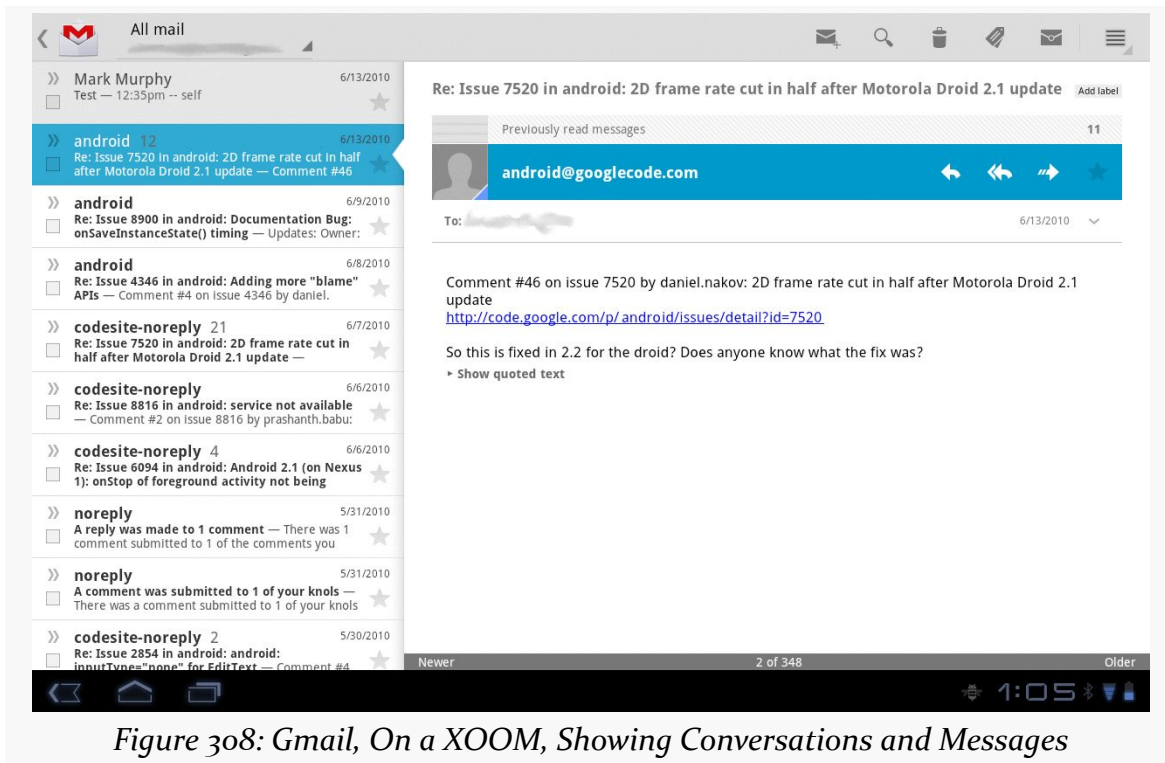 All mail
Mark Murphy 6/13/2010
Test — 12:35pm -- self
android 12 6/13/2010
Re: Issue 7520 in android: 2D frame rate cut in half
after Motorola Droid 2.1 update — Comment #46
android 6/9/2010
Re: Issue 8900 in android: Documentation Bug:
onSaveInstanceState() timing — Updates: Owner:
android 6/8/2010
Re: Issue 4346 in android: Adding more "blame"
APIs — Comment #4 on issue 4346 by daniel.
codesite-noreply 21 6/7/2010
Re: Issue 7520 in android: 2D frame rate cut in
half after Motorola Droid 2.1 update —
codesite-noreply 6/6/2010
Re: Issue 8816 in android: service not available
— Comment #2 on issue 8816 by prashanth.babu:
codesite-noreply 4 6/6/2010
Re: Issue 6094 in android: Android 2.1 (on Nexus
1): onStop of foreground activity not being
noreply 5/31/2010
A reply was made to 1 comment — There was 1
comment submitted to 1 of the comments you
noreply 5/31/2010
A comment was submitted to 1 of your knols —
There was a comment submitted to 1 of your knols
codesite-noreply 2 5/30/2010
Re: Issue 2854 in android: android:
inputType="none" for EditText — Comment #4
Re: Issue 7520 in android: 2D frame rate cut in half after Motorola Droid 2.1 update Add label
Previously read messages 11
android@googlecode.com
To: 6/13/2010
Comment #46 on issue 7520 by daniel.nakov: 2D frame rate cut in half after Motorola Droid 2.1
update
http://code.google.com/p/ android/issues/detail?id=7520
So this is fixed in 2.2 for the droid? Does anyone know what the fix was?
▸ Show quoted text
Newer 2 of 348 Older
1:05
Figure 308: Gmail, On a XOOM, Showing Conversations and Messages